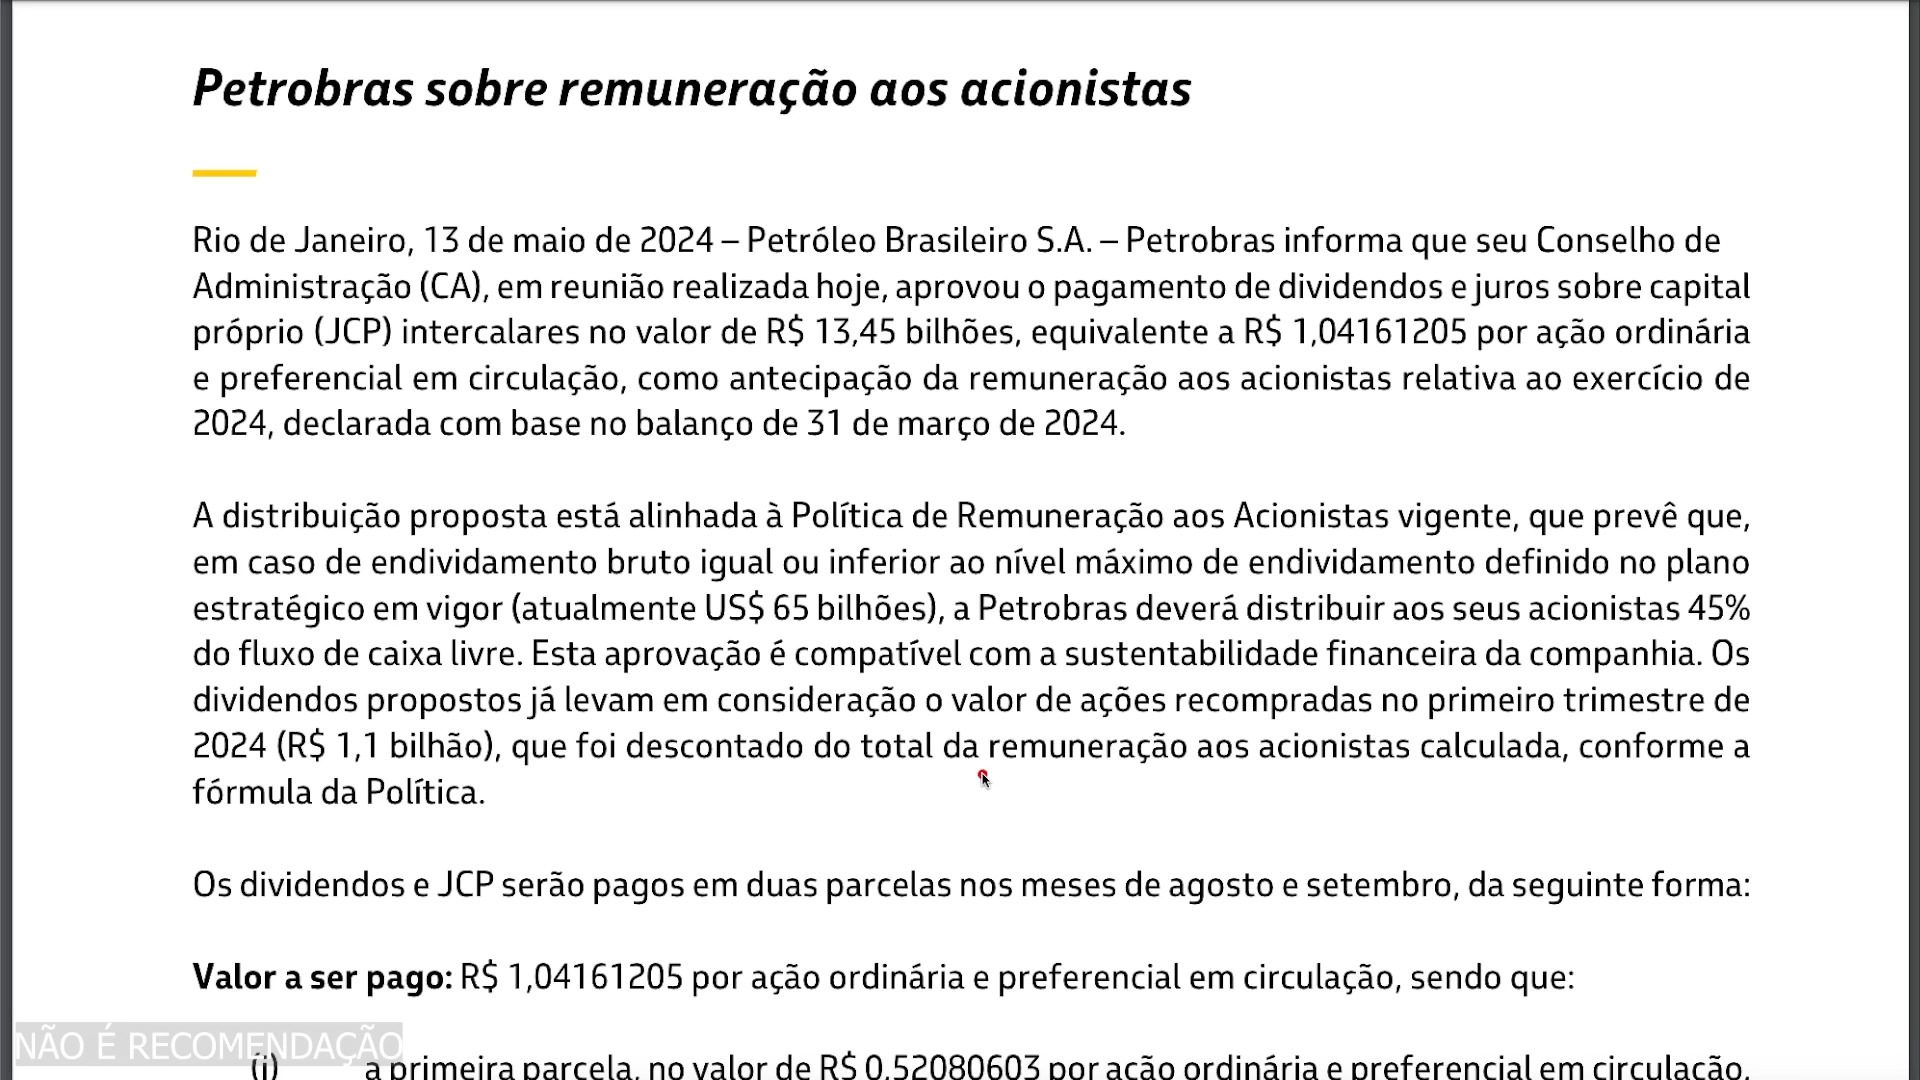 Petrobras sobre remuneração aos acionistas
Rio de Janeiro, 13 de maio de 2024 – Petróleo Brasileiro S.A. – Petrobras informa que seu Conselho de
Administração (CA), em reunião realizada hoje, aprovou o pagamento de dividendos e juros sobre capital
próprio (JCP) intercalares no valor de R$ 13,45 bilhões, equivalente a R$ 1,04161205 por ação ordinária
e preferencial em circulação, como antecipação da remuneração aos acionistas relativa ao exercício de
2024, declarada com base no balanço de 31 de março de 2024.
A distribuição proposta está alinhada à Política de Remuneração aos Acionistas vigente, que prevê que,
em caso de endividamento bruto igual ou inferior ao nível máximo de endividamento definido no plano
estratégico em vigor (atualmente US$ 65 bilhões), a Petrobras deverá distribuir aos seus acionistas 45%
do fluxo de caixa livre. Esta aprovação é compatível com a sustentabilidade financeira da companhia. Os
dividendos propostos já levam em consideração o valor de ações recompradas no primeiro trimestre de
2024 (R$ 1,1 bilhão), que foi descontado do total da remuneração aos acionistas calculada, conforme a
fórmula da Política.
Os dividendos e JCP serão pagos em duas parcelas nos meses de agosto e setembro, da seguinte forma:
Valor a ser pago: R$ 1,04161205 por ação ordinária e preferencial em circulação, sendo que:
NÃO É RECOMENDAÇÃO
(i) a primeira parcela, no valor de R$ 0,52080603 por ação ordinária e preferencial em circulação,